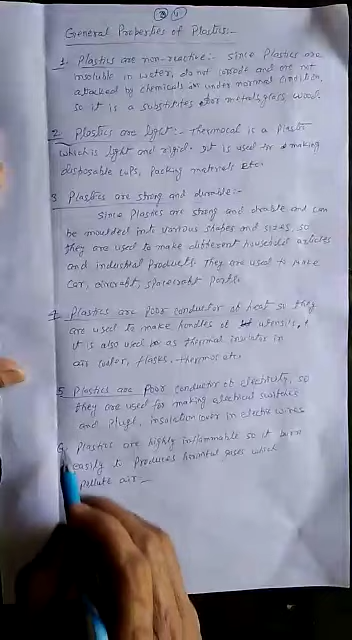 3 1
General Properties of Plastics:-
1. Plastics are non-reactive:- Since Plastics are
insoluble in water, do not corrode and are not
attacked by chemicals on under normal condition,
so it is a substitutes for metals, glass, wood.
2. Plastics are light:- Thermocol is a Plastic
which is light and rigid. It is used for making
disposable cups, Packing materials etc.
3 Plastics are strong and durable:-
Since Plastics are strong and durable and can
be moulded into various shapes and sizes, so
they are used to make different household articles
and industrial Products. They are used to make
car, aircraft, spacecraft parts.
4 Plastics are Poor conductor of heat so they
are used to make handles of utensils,
it is also used as thermal insulator in
air cooler, flasks, thermos etc.
5 Plastics are Poor conductor of electricity, so
they are used for making electrical switches
and Plugs, insulation over in electric wires
6. Plastics are highly inflammable so it burn
easily to Produces harmful gases which
Pollute air